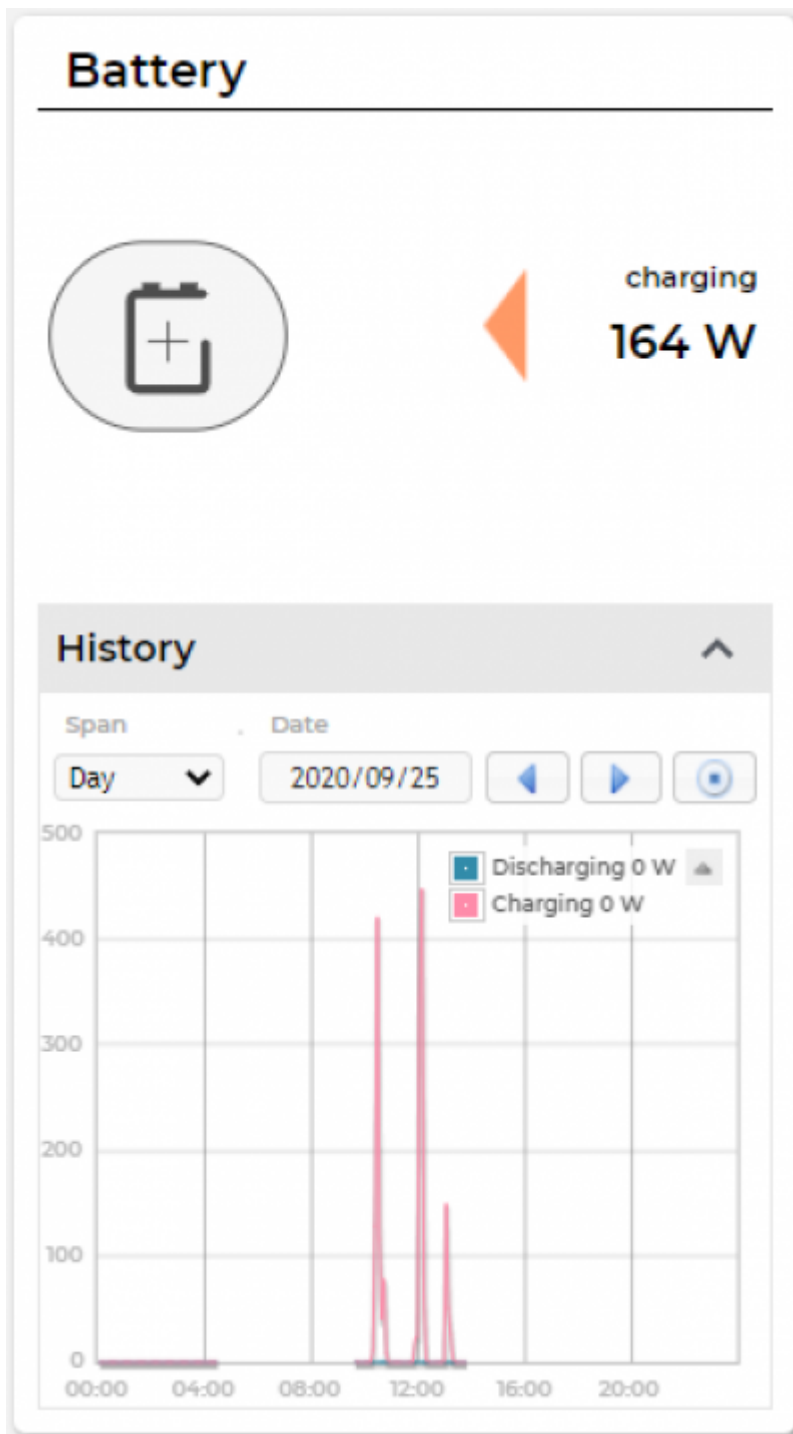 Battery
charging
164 W
History
Span . Date
Day 2020/09/25
500
Discharging 0 W
Charging 0 W
400
300
200
100
0
00:00 04:00 08:00 12:00 16:00 20:00